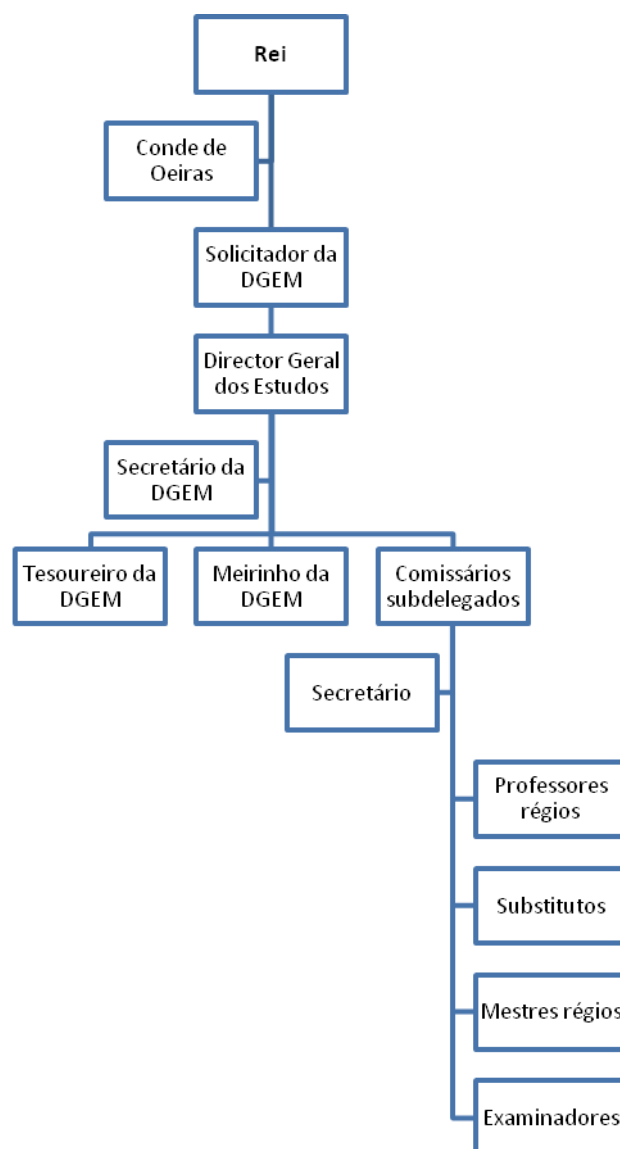 Rei
Conde de
Oeiras
Solicitador da
DGEM
Director Geral
dos Estudos
Secretário da
DGEM
Tesoureiro da
DGEM
Meirinho da
DGEM
Comissários
subdelegados
Secretário
Professores
régios
Substitutos
Mestres régios
Examinadores